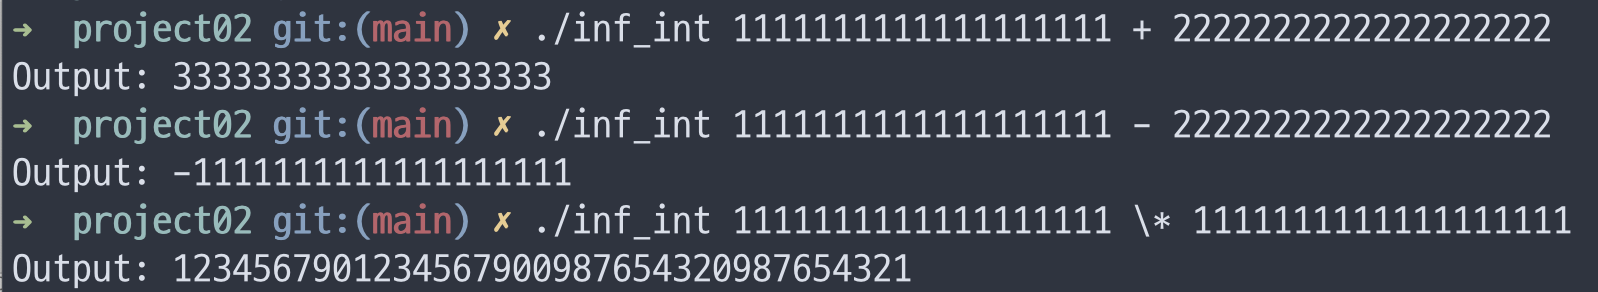 ➜  project02 git:(main) ✗ ./inf_int 1111111111111111111 + 2222222222222222222
Output: 3333333333333333333
➜  project02 git:(main) ✗ ./inf_int 1111111111111111111 - 2222222222222222222
Output: -1111111111111111111
➜  project02 git:(main) ✗ ./inf_int 1111111111111111111 \* 1111111111111111111
Output: 1234567901234567900987654320987654321